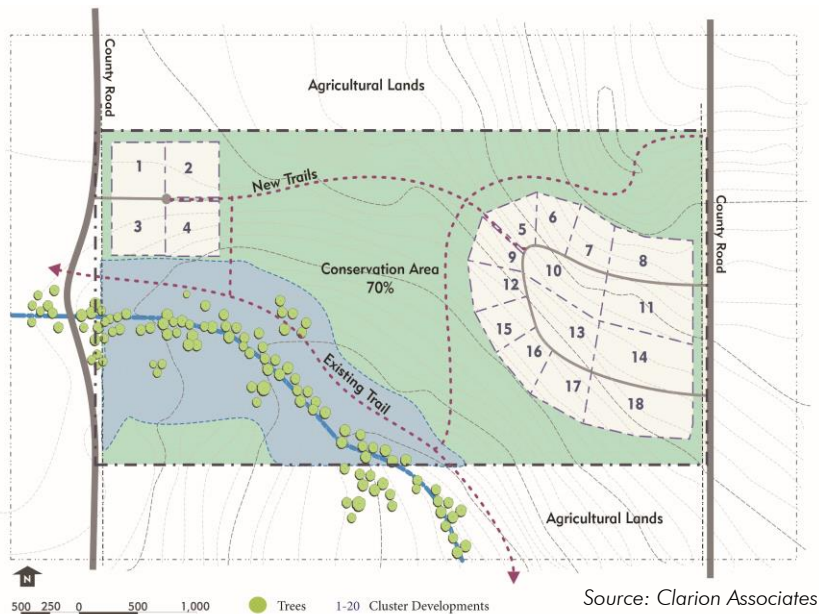 County Road
Agricultural Lands
1 2
3 4
New Trails
5 6 7 8
9 10 11
12 13 14
15 16 17 18
Conservation Area
70%
County Road
Existing Trail
Agricultural Lands
N
500 250 0 500 1,000
Trees 1-20 Cluster Developments
Source: Clarion Associates